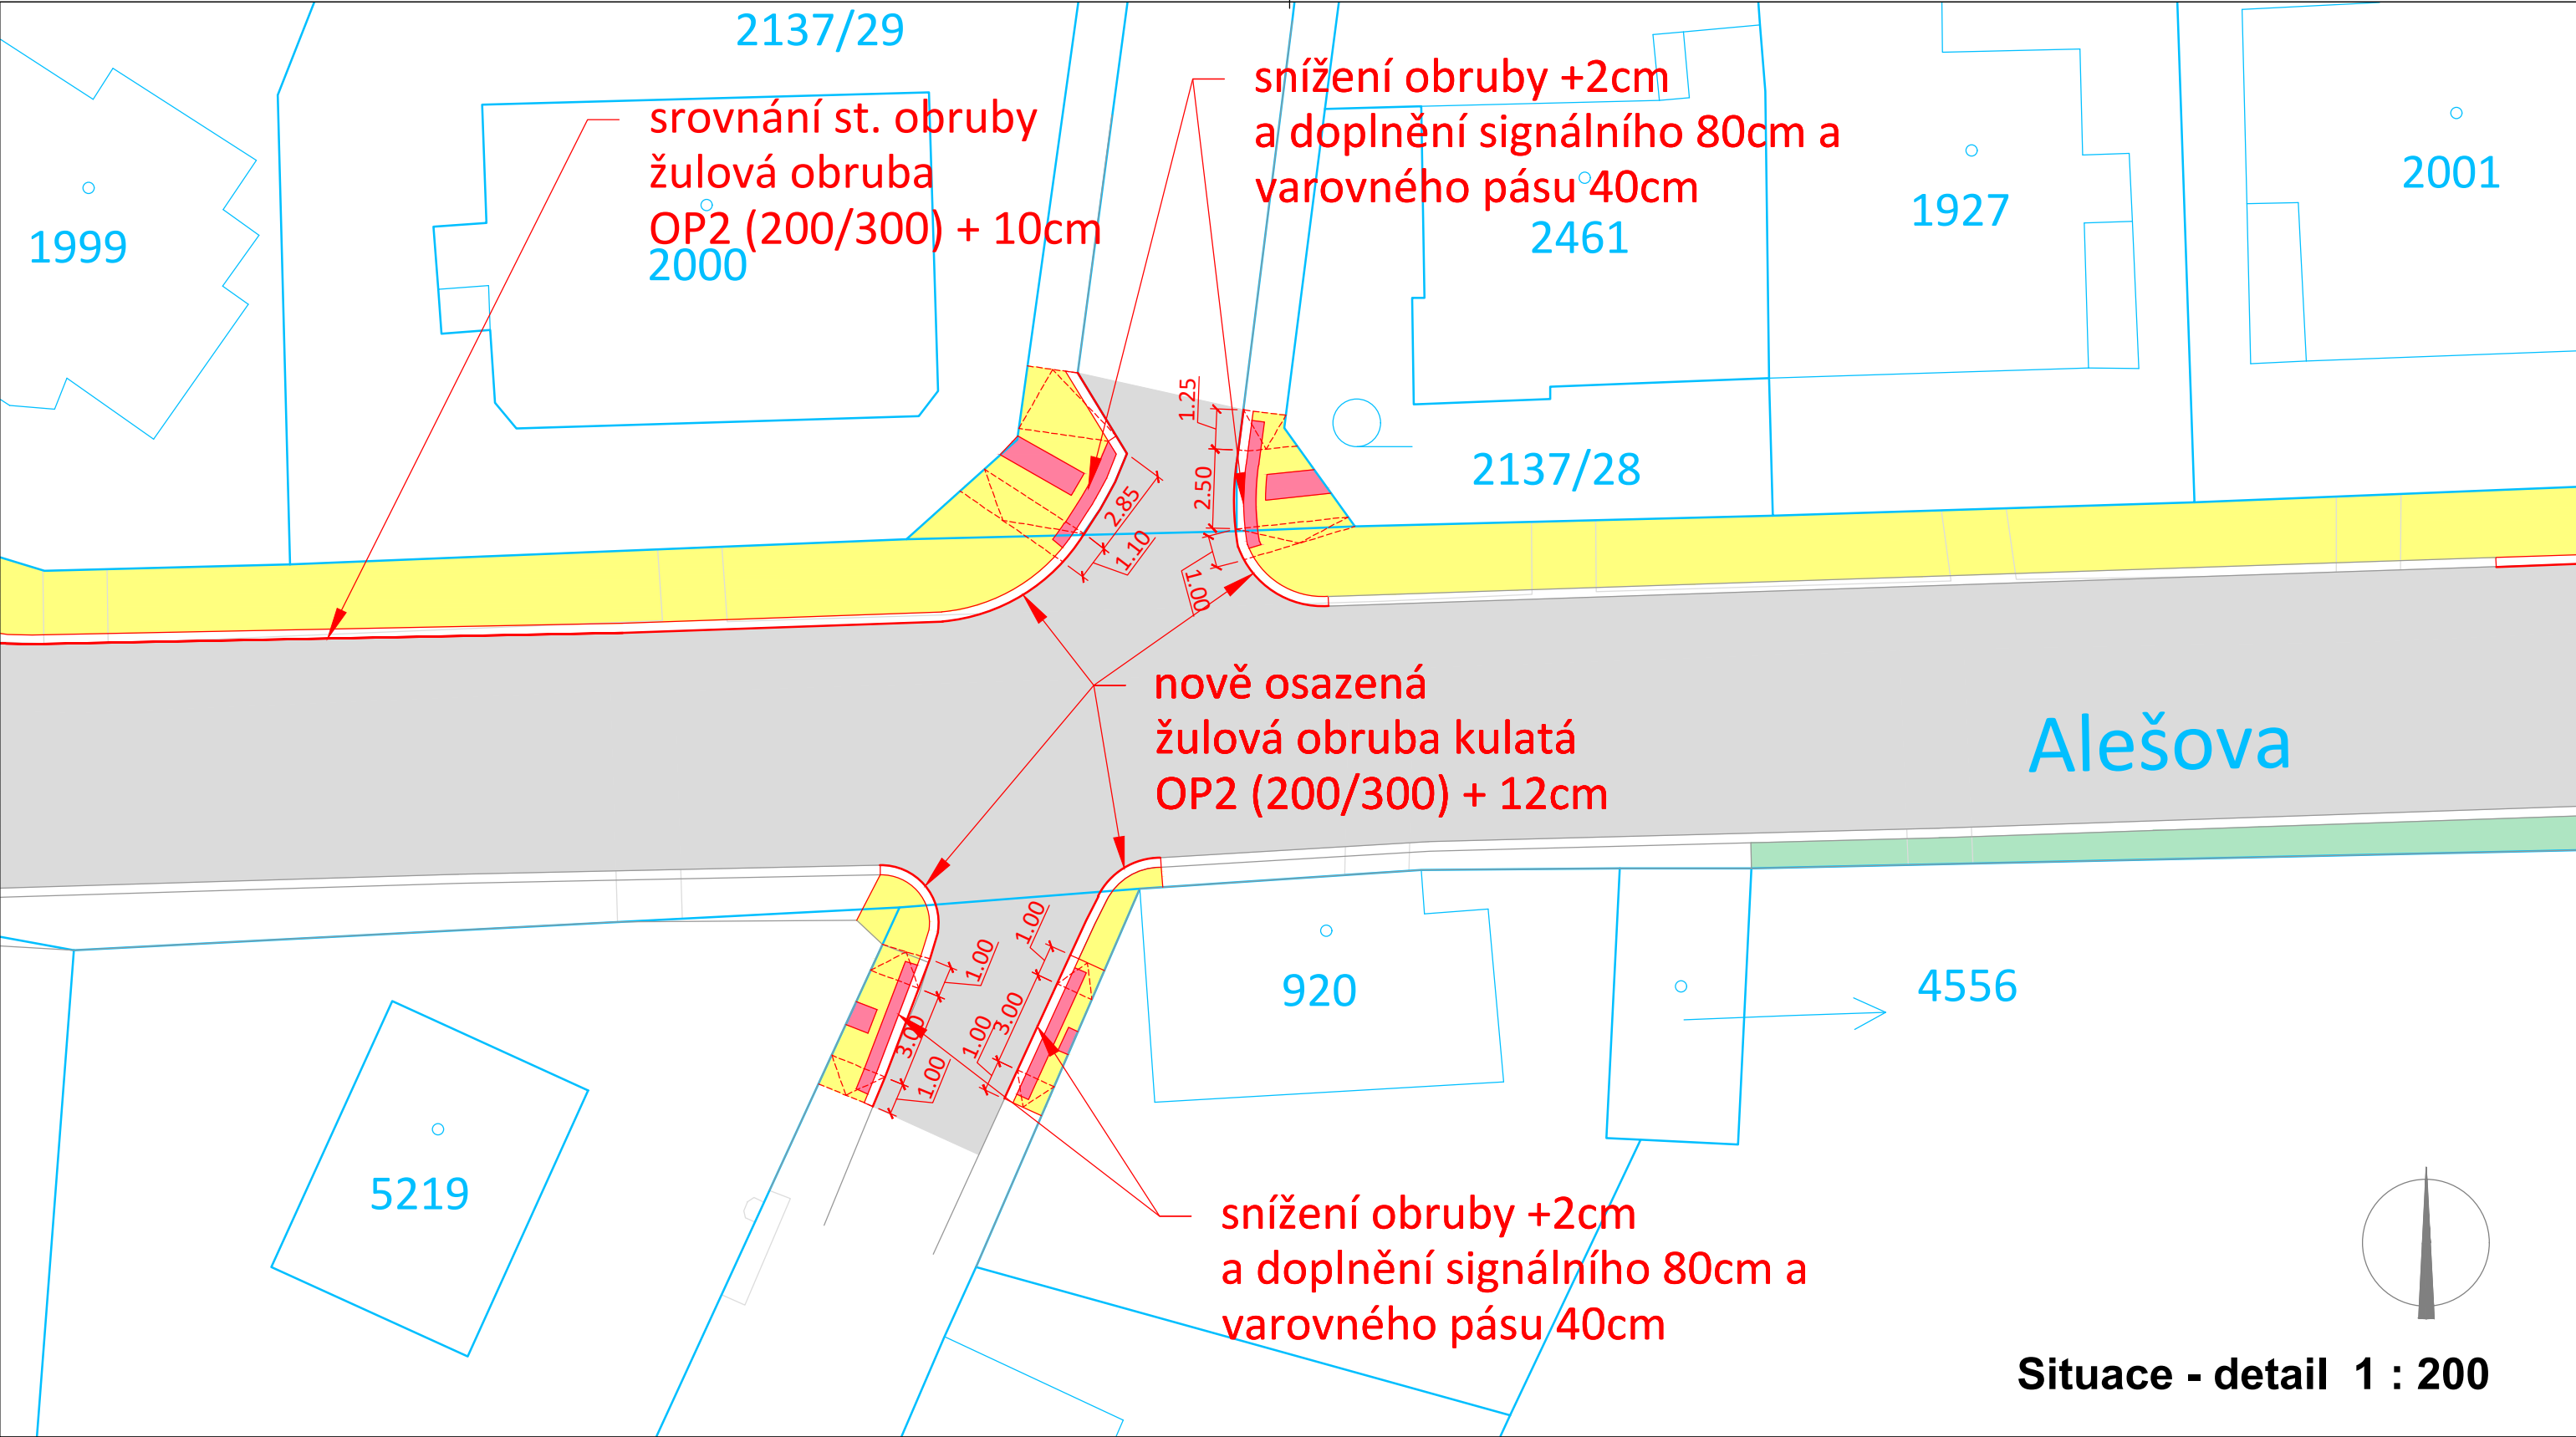 2137/29
srovnání st. obruby
žulová obruba
OP2 (200/300) + 10cm
snížení obruby +2cm
a doplnění signálního 80cm a
varovného pásu 40cm
1999
2000
2461
1927
2001
1.25
2.50
2.85
1.10
1.00
2137/28
nově osazená
žulová obruba kulatá
OP2 (200/300) + 12cm
Alešova
1.00
1.00
3.00
3.00
1.00
1.00
920
4556
5219
snížení obruby +2cm
a doplnění signálního 80cm a
varovného pásu 40cm
Situace - detail 1 : 200